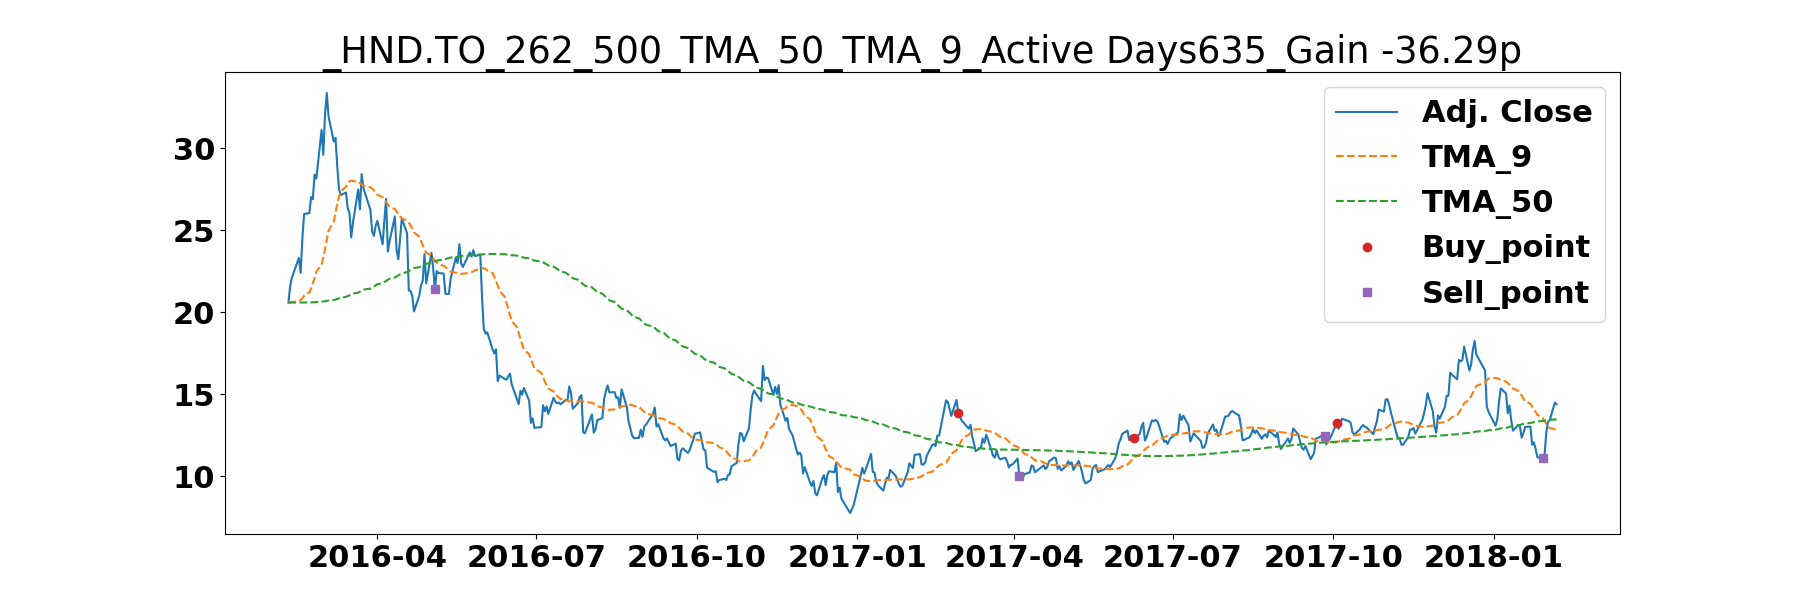 _HND.TO_262_500_TMA_50_TMA_9_Active Days635_Gain -36.29p
Adj. Close
TMA_9
TMA_50
Buy_point
Sell_point
30
25
20
15
10
2016-04 2016-07 2016-10 2017-01 2017-04 2017-07 2017-10 2018-01